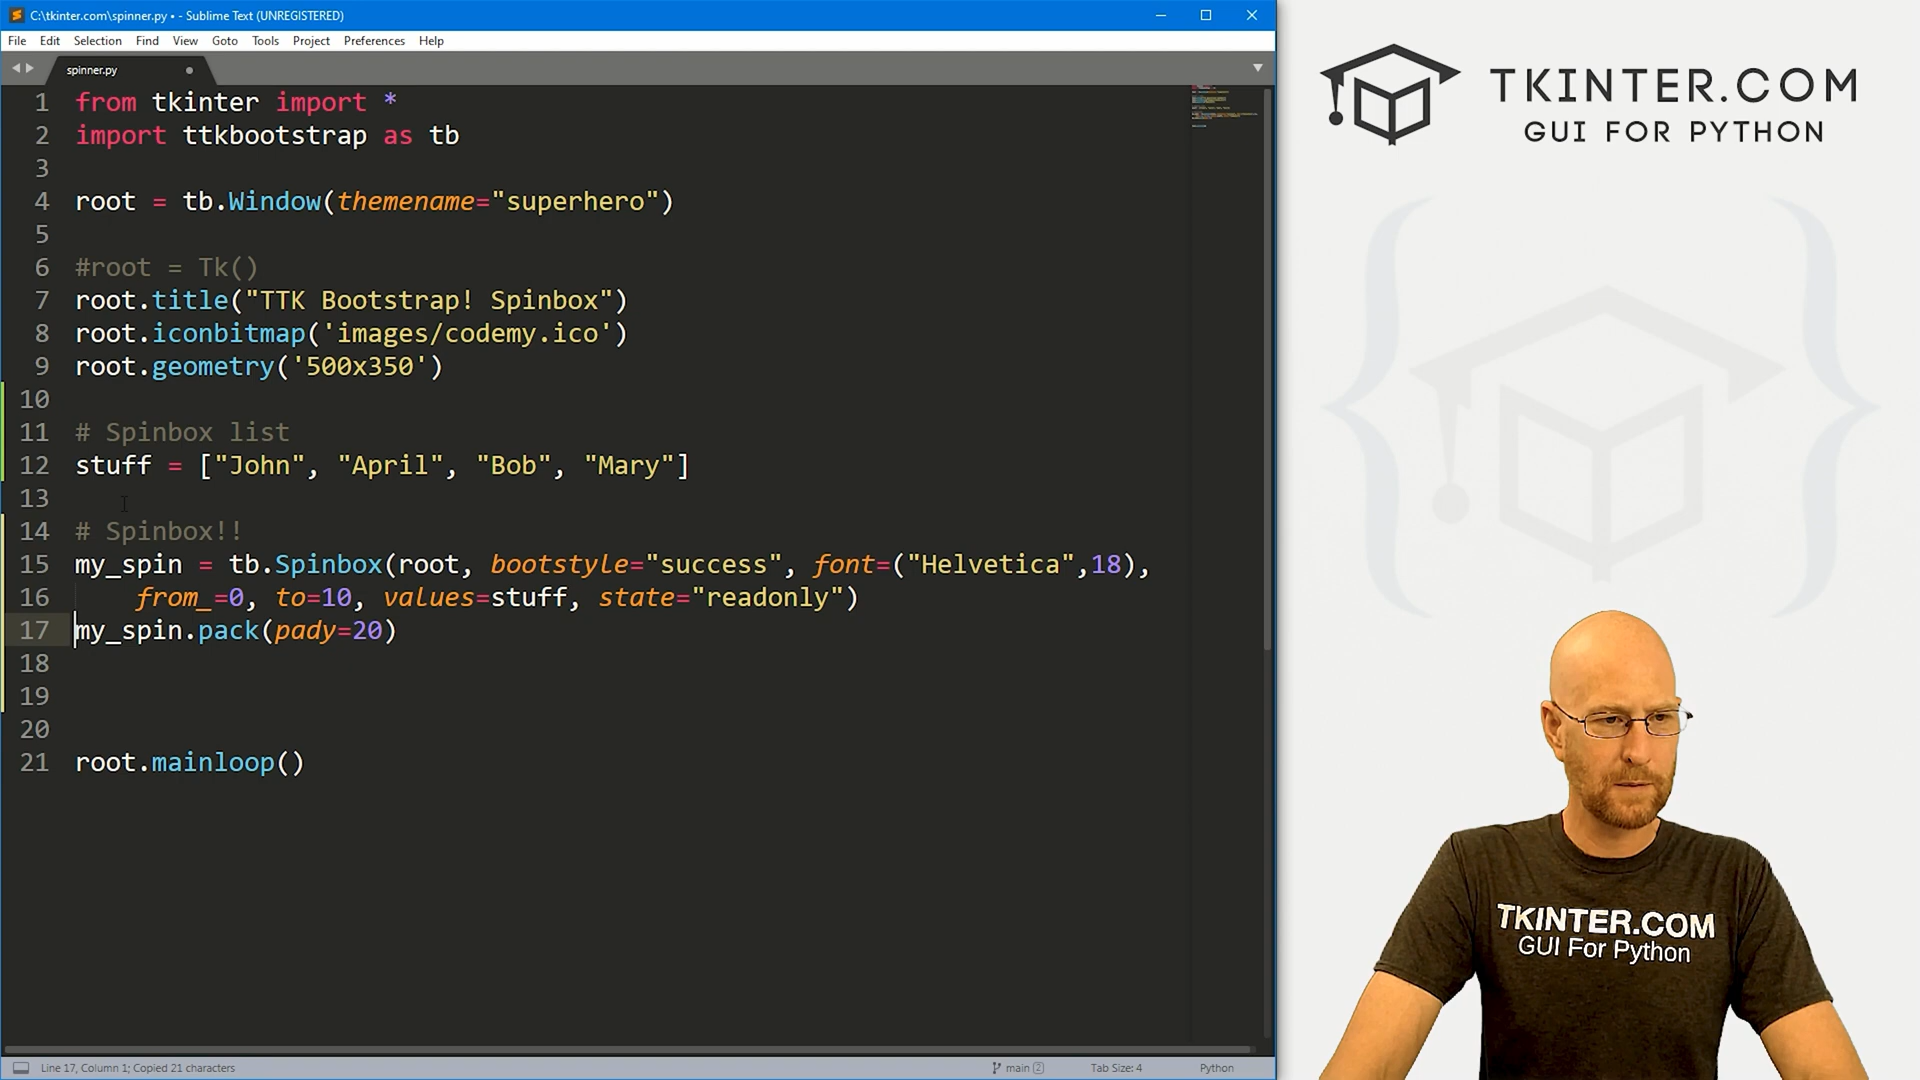 C:\tkinter.com\spinner.py • - Sublime Text (UNREGISTERED)
File Edit Selection Find View Goto Tools Project Preferences Help
spinner.py
1 from tkinter import *
2 import ttkbootstrap as tb
3
4 root = tb.Window(themename="superhero")
5
6 #root = Tk()
7 root.title("TTK Bootstrap! Spinbox")
8 root.iconbitmap('images/codemy.ico')
9 root.geometry('500x350')
10
11 # Spinbox list
12 stuff = ["John", "April", "Bob", "Mary"]
13
14 # Spinbox!!
15 my_spin = tb.Spinbox(root, bootstyle="success", font=("Helvetica",18),
16 from_=0, to=10, values=stuff, state="readonly")
17 my_spin.pack(pady=20)
18
19
20
21 root.mainloop()
Line 17, Column 1; Copied 21 characters
main 2
Tab Size: 4
Python
TKINTER.COM
GUI FOR PYTHON
TKINTER.COM
GUI For Python